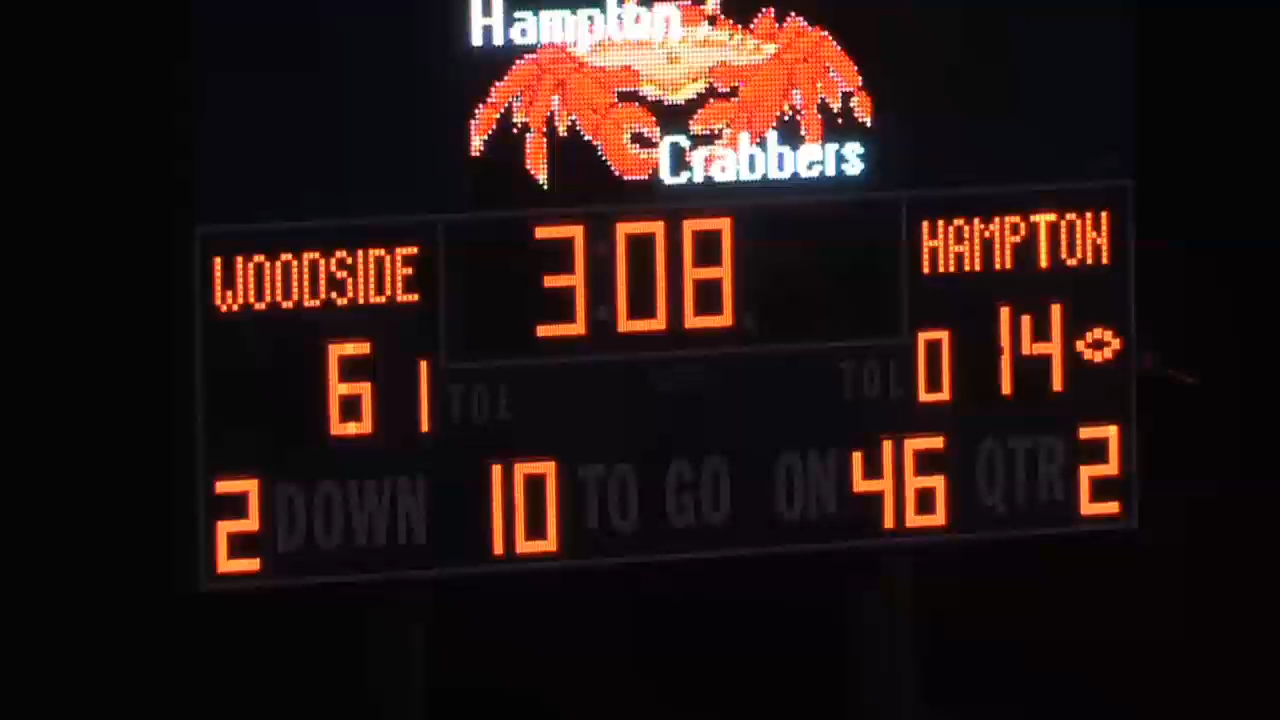 Hampton
Crabbers
WOODSIDE 3:08 HAMPTON
6 1 TOL TOL 0 14
2 DOWN 10 TO GO ON 46 QTR 2